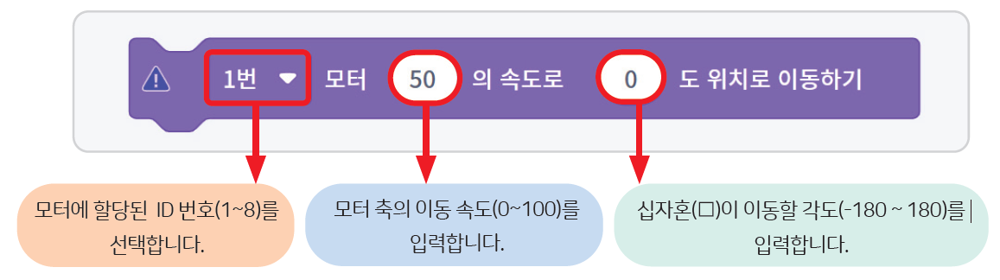 1번 모터 50 의 속도로 0 도 위치로 이동하기
모터에 할당된 ID 번호(1~8)를
선택합니다.
모터 축의 이동 속도(0~100)를
입력합니다.
십자혼(□)이 이동할 각도(-180 ~ 180)를
입력합니다.